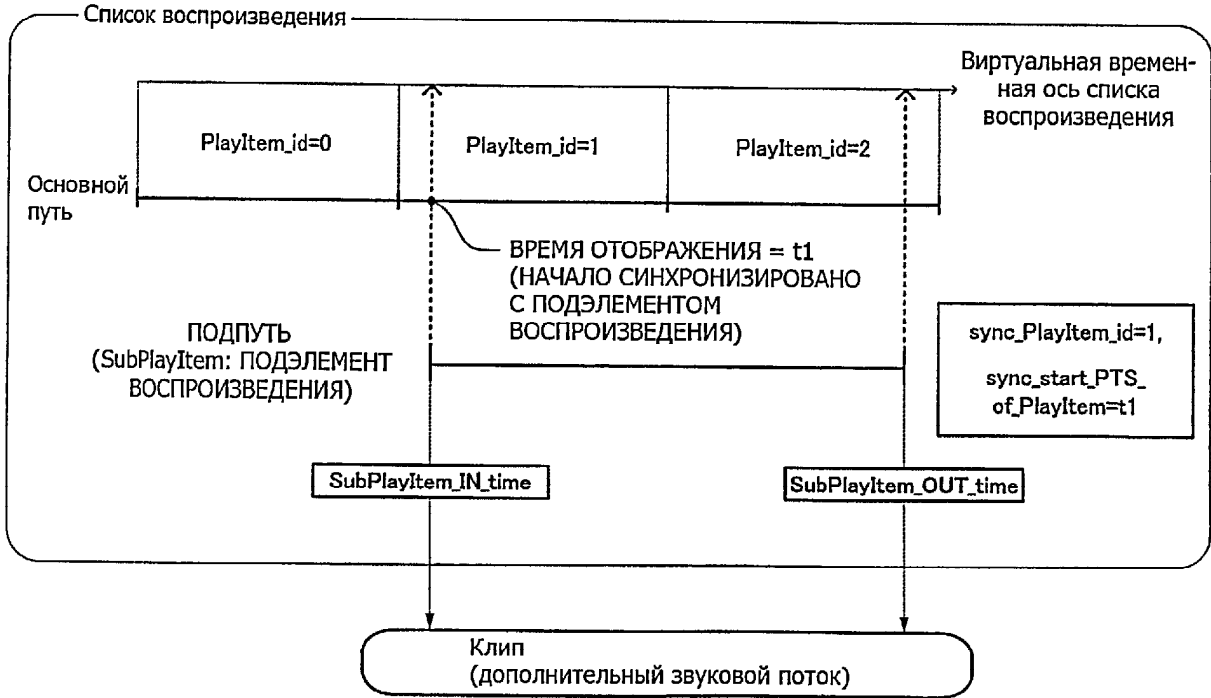 Список воспроизведения
Виртуальная времен-
ная ось списка
воспроизведения
PlayItem_id=0
PlayItem_id=1
PlayItem_id=2
Основной
путь
ВРЕМЯ ОТОБРАЖЕНИЯ = t1
(НАЧАЛО СИНХРОНИЗИРОВАНО
С ПОДЭЛЕМЕНТОМ
ВОСПРОИЗВЕДЕНИЯ)
ПОДПУТЬ
(SubPlayItem: ПОДЭЛЕМЕНТ
ВОСПРОИЗВЕДЕНИЯ)
sync_PlayItem_id=1,
sync_start_PTS_
of_PlayItem=t1
SubPlayItem_IN_time
SubPlayItem_OUT_time
Клип
(дополнительный звуковой поток)